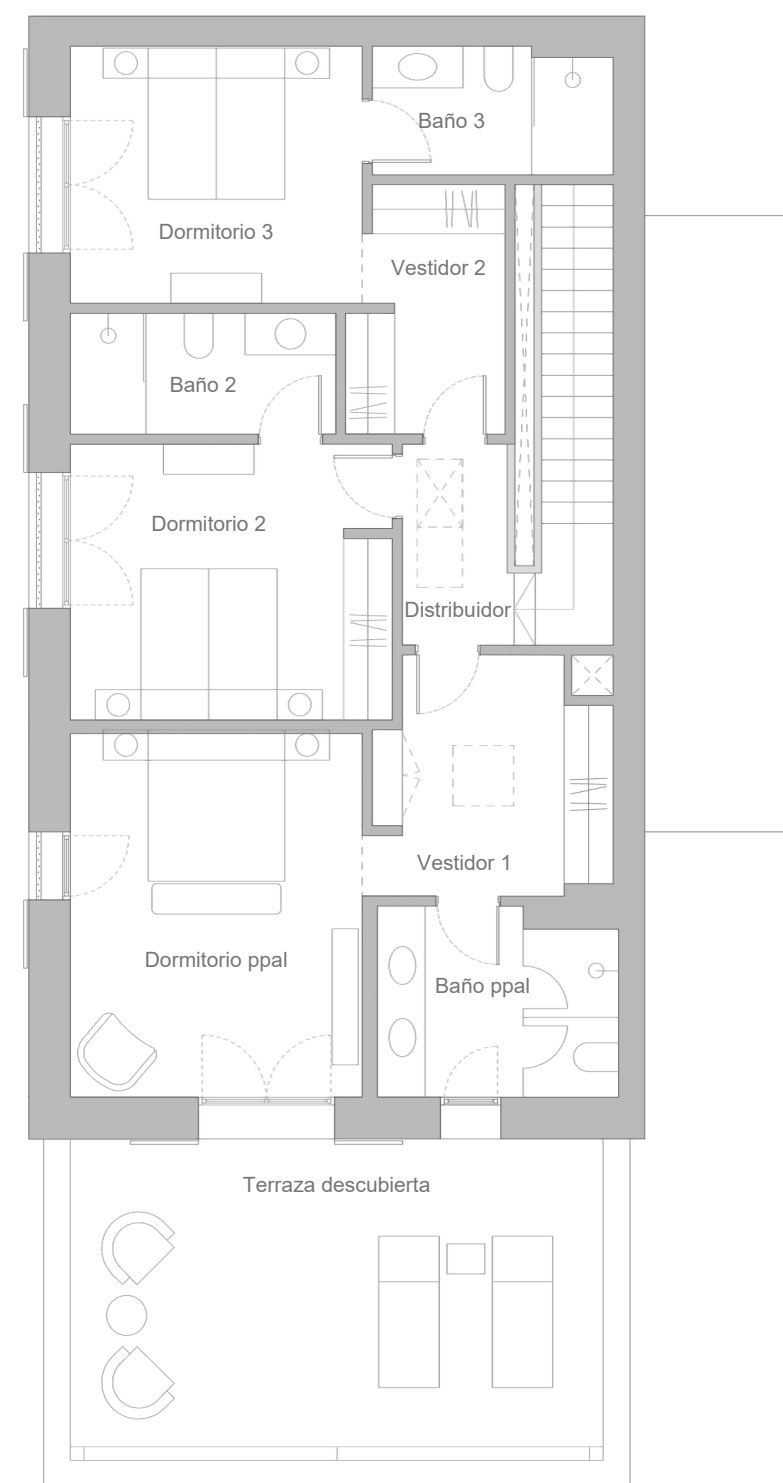 Baño 3
Dormitorio 3
Vestidor 2
Baño 2
Dormitorio 2
Distribuidor
Vestidor 1
Dormitorio ppal
Baño ppal
Terraza descubierta